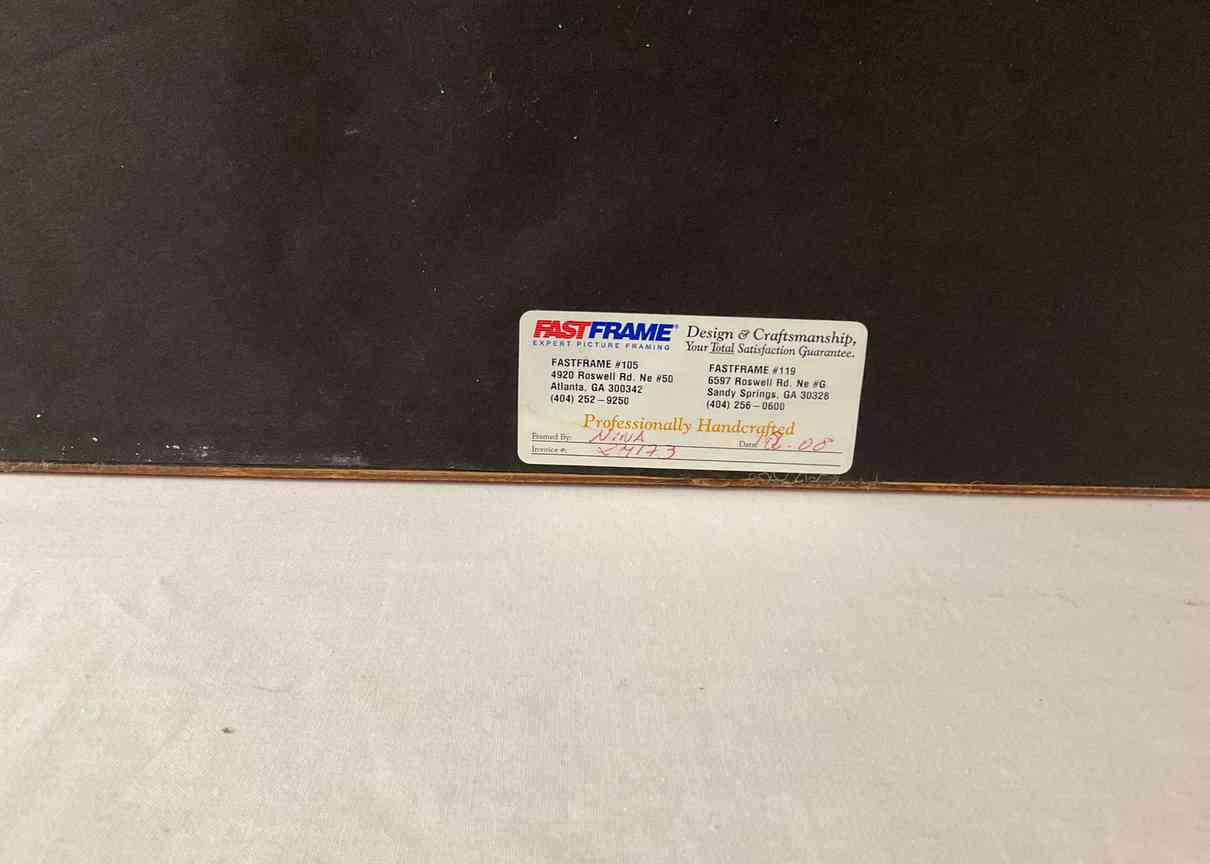 FASTFRAME®
EXPERT PICTURE FRAMING
Design & Craftsmanship,
Your Total Satisfaction Guarantee.
FASTFRAME #105
4920 Roswell Rd. Ne #50
Atlanta, GA 300342
(404) 252-9250
FASTFRAME #119
6597 Roswell Rd. Ne #G
Sandy Springs, GA 30328
(404) 256-0600
Professionally Handcrafted
Framed By: NINA
Date:
Invoice #: 24173